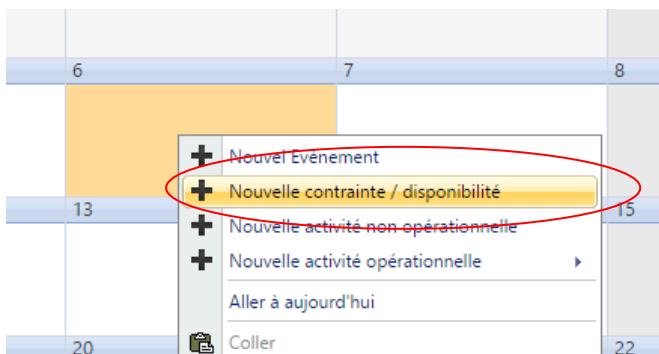 6 7 8
Nouvel Evènement
Nouvelle contrainte / disponibilité
13 15
Nouvelle activité non opérationnelle
Nouvelle activité opérationnelle
Aller à aujourd'hui
20 Coller 22